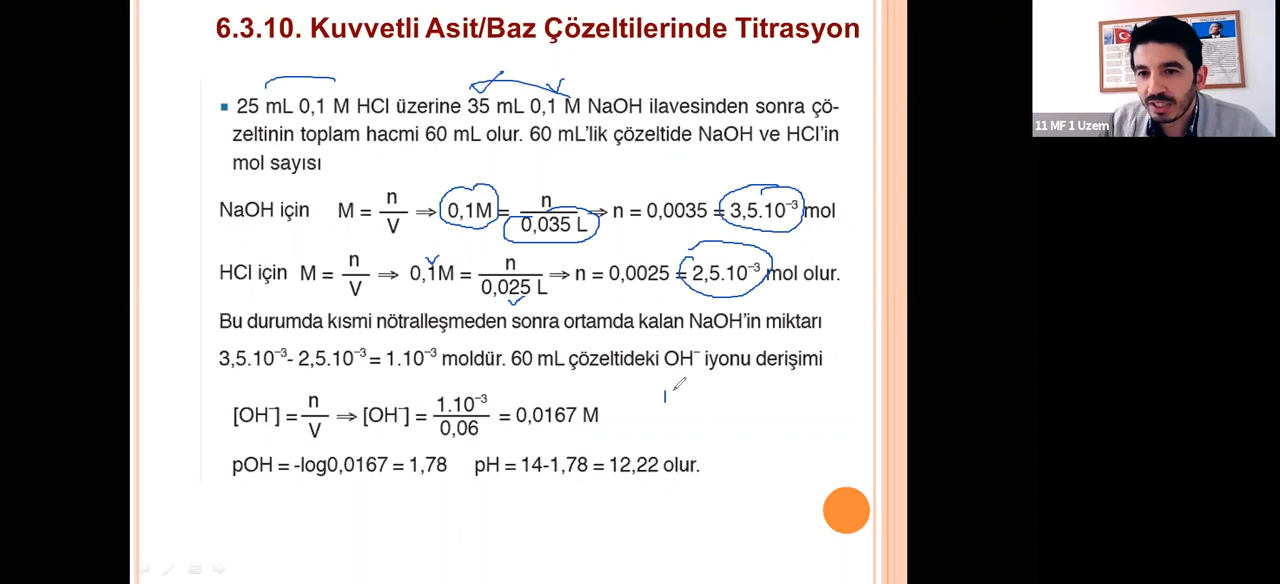 6.3.10. Kuvvetli Asit/Baz Çözeltilerinde Titrasyon
▪ 25 mL 0,1 M HCl üzerine 35 mL 0,1 M NaOH ilavesinden sonra çö-
zeltinin toplam hacmi 60 mL olur. 60 mL’lik çözeltide NaOH ve HCl’in
mol sayısı
NaOH için M = n/V ⇒ 0,1M = n/0,035 L ⇒ n = 0,0035 = 3,5.10⁻³ mol
HCl için M = n/V ⇒ 0,1M = n/0,025 L ⇒ n = 0,0025 = 2,5.10⁻³ mol olur.
Bu durumda kısmi nötralleşmeden sonra ortamda kalan NaOH’in miktarı
3,5.10⁻³- 2,5.10⁻³ = 1.10⁻³ moldür. 60 mL çözeltideki OH⁻ iyonu derişimi
[OH⁻] = n/V ⇒ [OH⁻] = 1.10⁻³/0,06 = 0,0167 M
pOH = -log0,0167 = 1,78 pH = 14-1,78 = 12,22 olur.
11 MF 1 Uzem